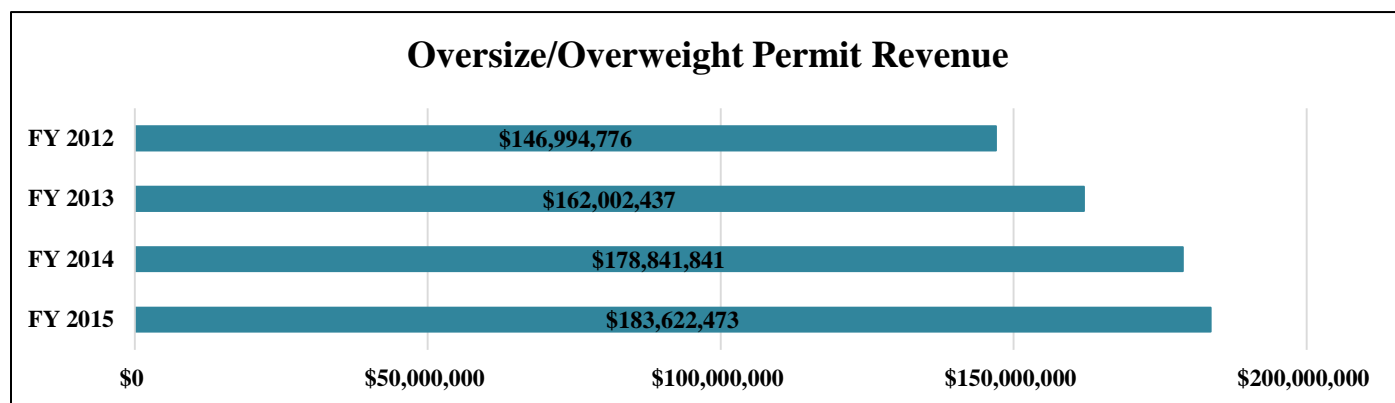 Oversize/Overweight Permit Revenue
FY 2012
$146,994,776
FY 2013
$162,002,437
FY 2014
$178,841,841
FY 2015
$183,622,473
$0 $50,000,000 $100,000,000 $150,000,000 $200,000,000